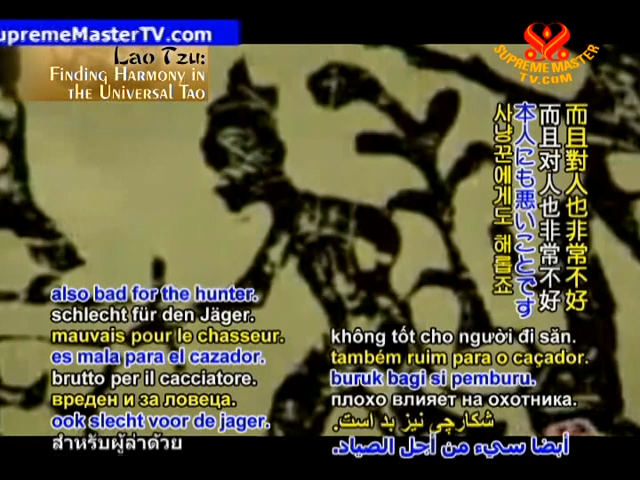 upremeMasterTV.com
Lao Tzu:
Finding Harmony in
the Universal Tao
SUPREME MASTER
TV.COM
而且對人也非常不好
而且对人也非常不好
本人にも悪いことです
사냥꾼에게도 해롭죠
also bad for the hunter.
schlecht für den Jäger.
mauvais pour le chasseur.
es mala para el cazador.
brutto per il cacciatore.
вреден и за ловеца.
ook slecht voor de jager.
สำหรับผู้ล่าด้วย
không tốt cho người đi săn.
também ruim para o caçador.
buruk bagi si pemburu.
плохо влияет на охотника.
شکارچی نیز بد است.
أيضا سيء من أجل الصياد.